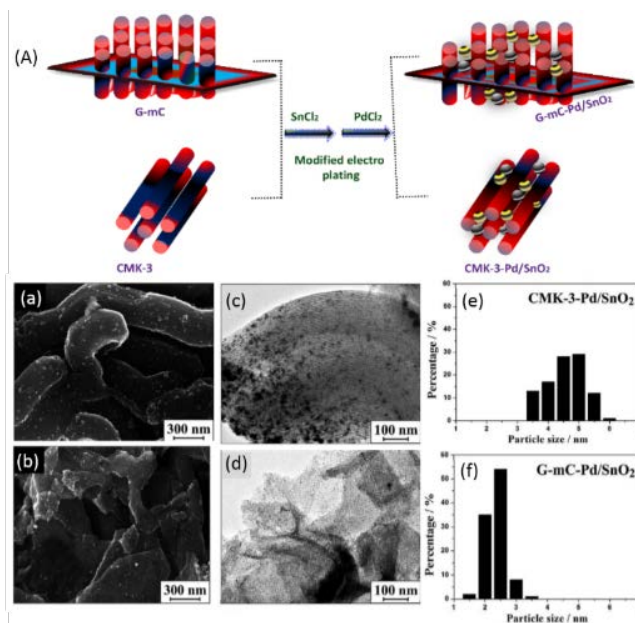 (A)
G-mC
SnCl₂
PdCl₂
Modified electro
plating
G-mC-Pd/SnO₂
CMK-3
CMK-3-Pd/SnO₂
(a)
300 nm
(c)
100 nm
(e)
CMK-3-Pd/SnO₂
Percentage / %
60
50
40
30
20
10
0
1 2 3 4 5 6
Particle size / nm
(b)
300 nm
(d)
100 nm
(f)
G-mC-Pd/SnO₂
Percentage / %
60
50
40
30
20
10
0
1 2 3 4 5 6
Particle size / nm